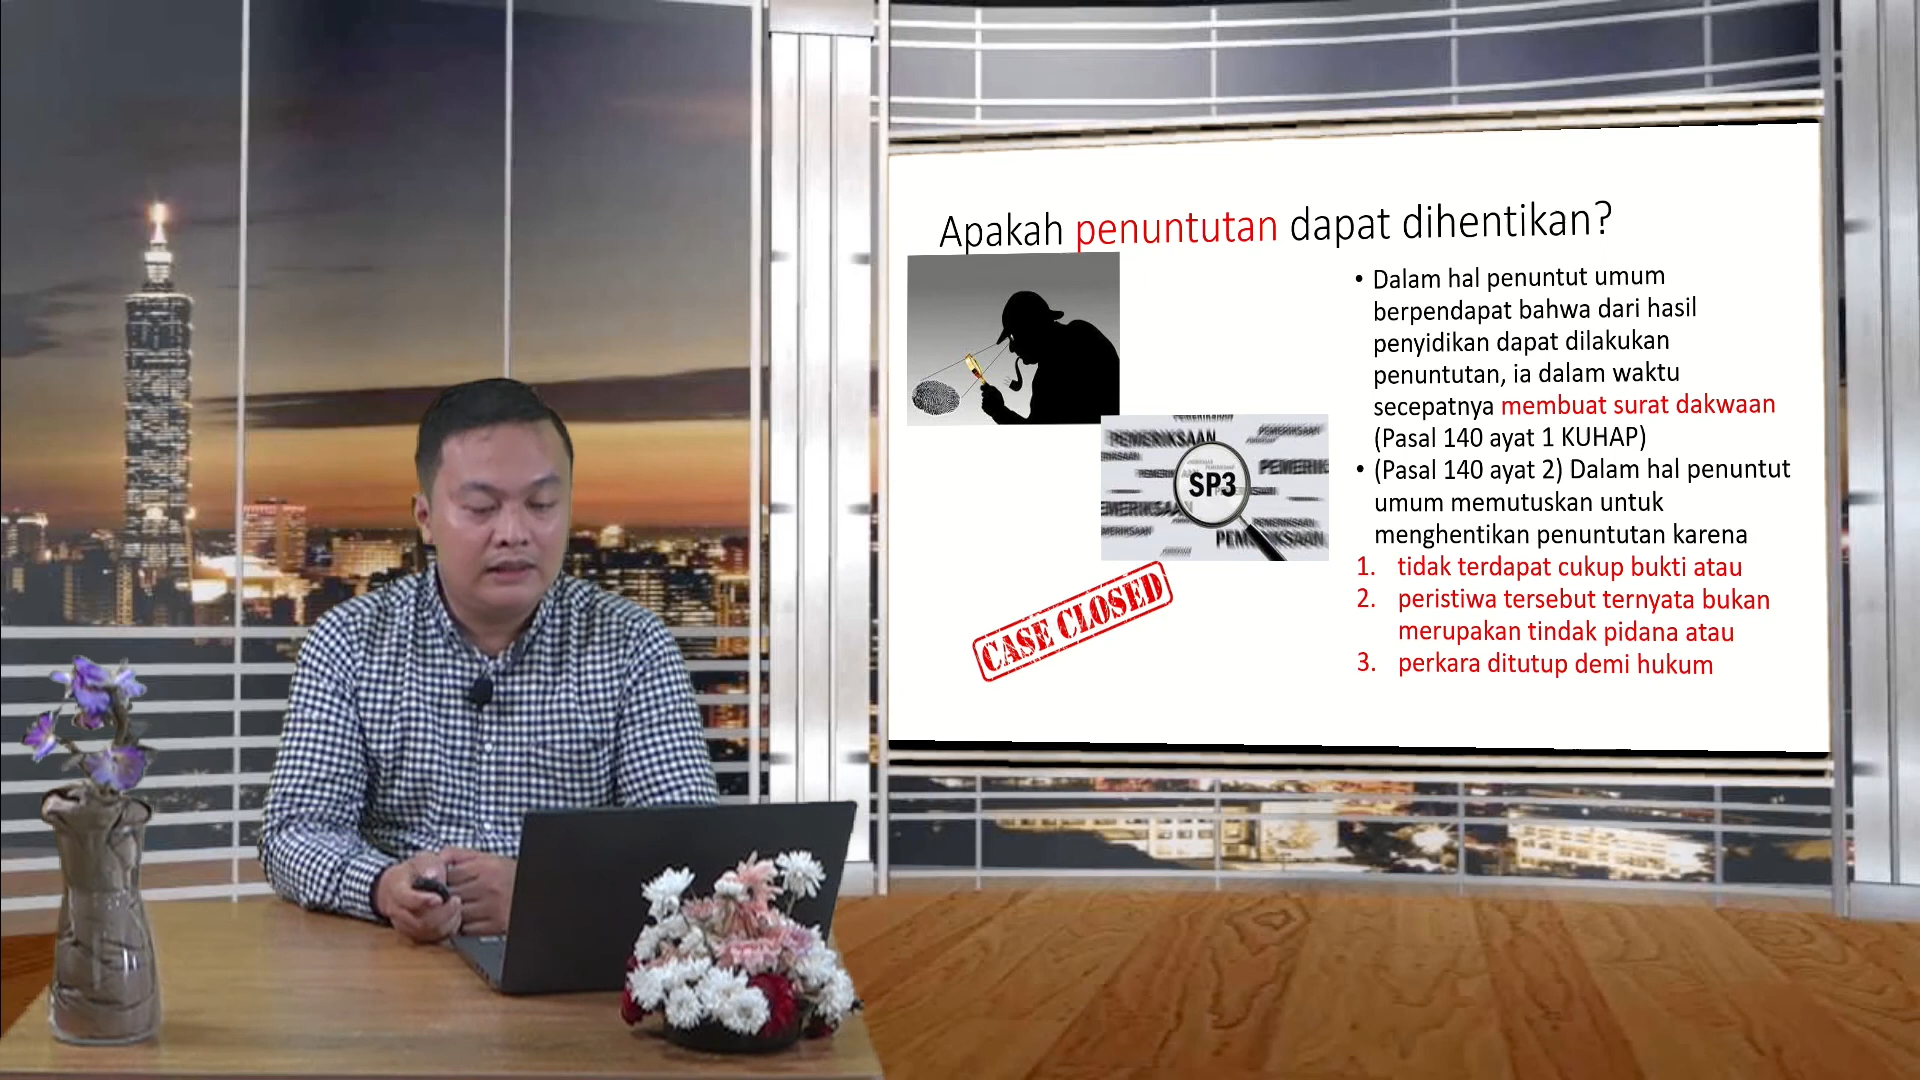 Apakah penuntutan dapat dihentikan?
• Dalam hal penuntut umum
berpendapat bahwa dari hasil
penyidikan dapat dilakukan
penuntutan, ia dalam waktu
secepatnya membuat surat dakwaan
(Pasal 140 ayat 1 KUHAP)
• (Pasal 140 ayat 2) Dalam hal penuntut
umum memutuskan untuk
menghentikan penuntutan karena
1. tidak terdapat cukup bukti atau
2. peristiwa tersebut ternyata bukan
merupakan tindak pidana atau
3. perkara ditutup demi hukum
PEMERIKSAAN
PEMERIKSAAN
SP3
CASE CLOSED